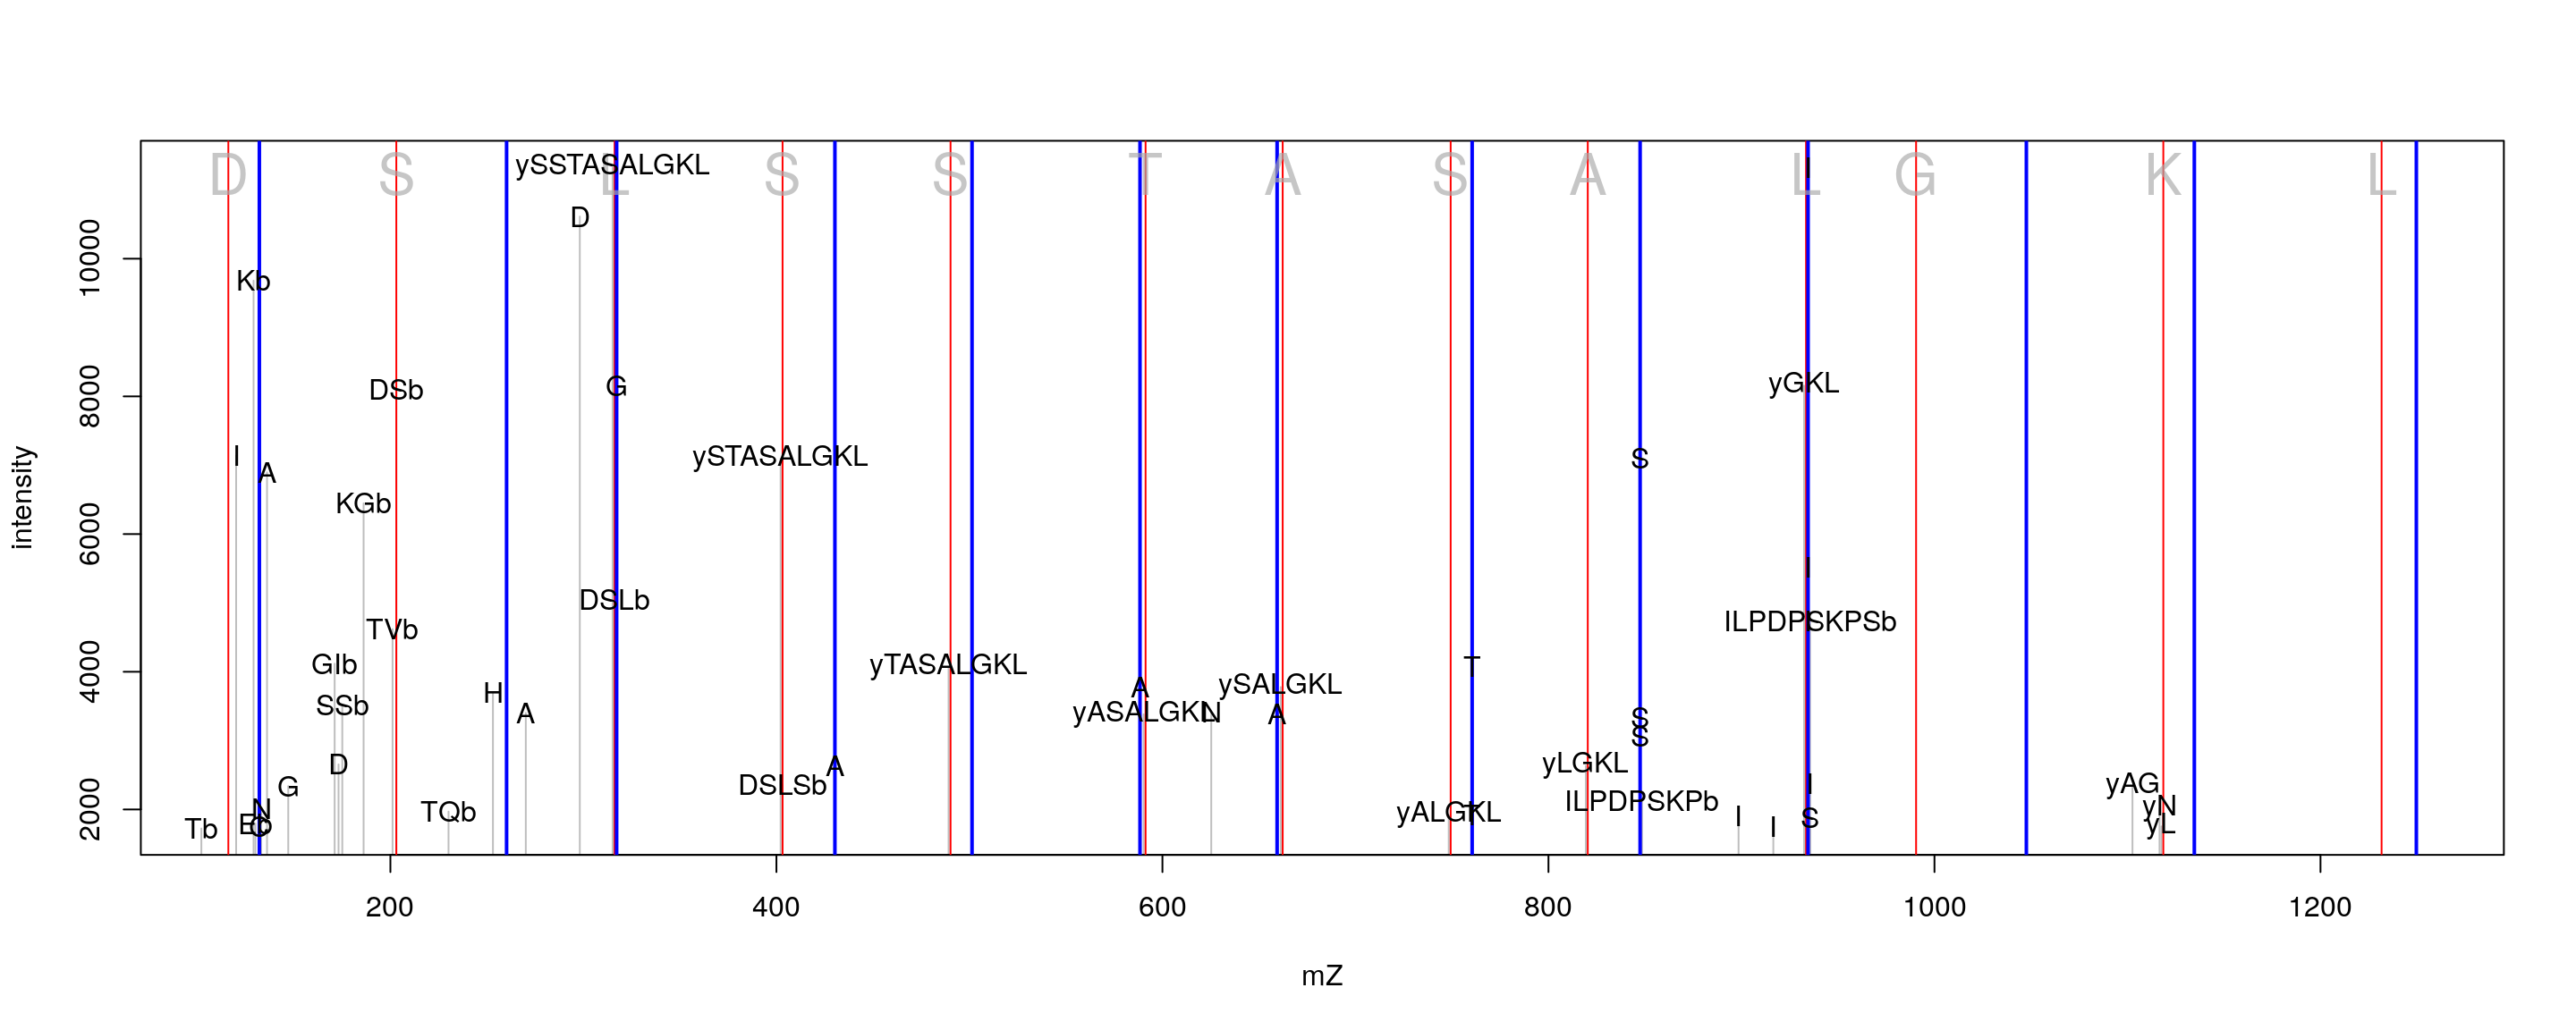 D S L S S T A S A L G K L
ySSTASALGKL
I
D
Kb
G
yGKL
DSb
I
ySTASALGKL
S
A
KGb
I
DSLb
TVb
ILPDPSKPSb
GIb
yTASALGKL
T
H
A
ySALGKL
SSb
A
yASALGKL
N
A
S
S
D
A
yLGKL
G
DSLSb
I
yAG
N
TQb
yALGKL
T
ILPDPSKPb
yN
Tb
I
I
S
yL
intensity
2000
4000
6000
8000
10000
200 400 600 800 1000 1200
mZ